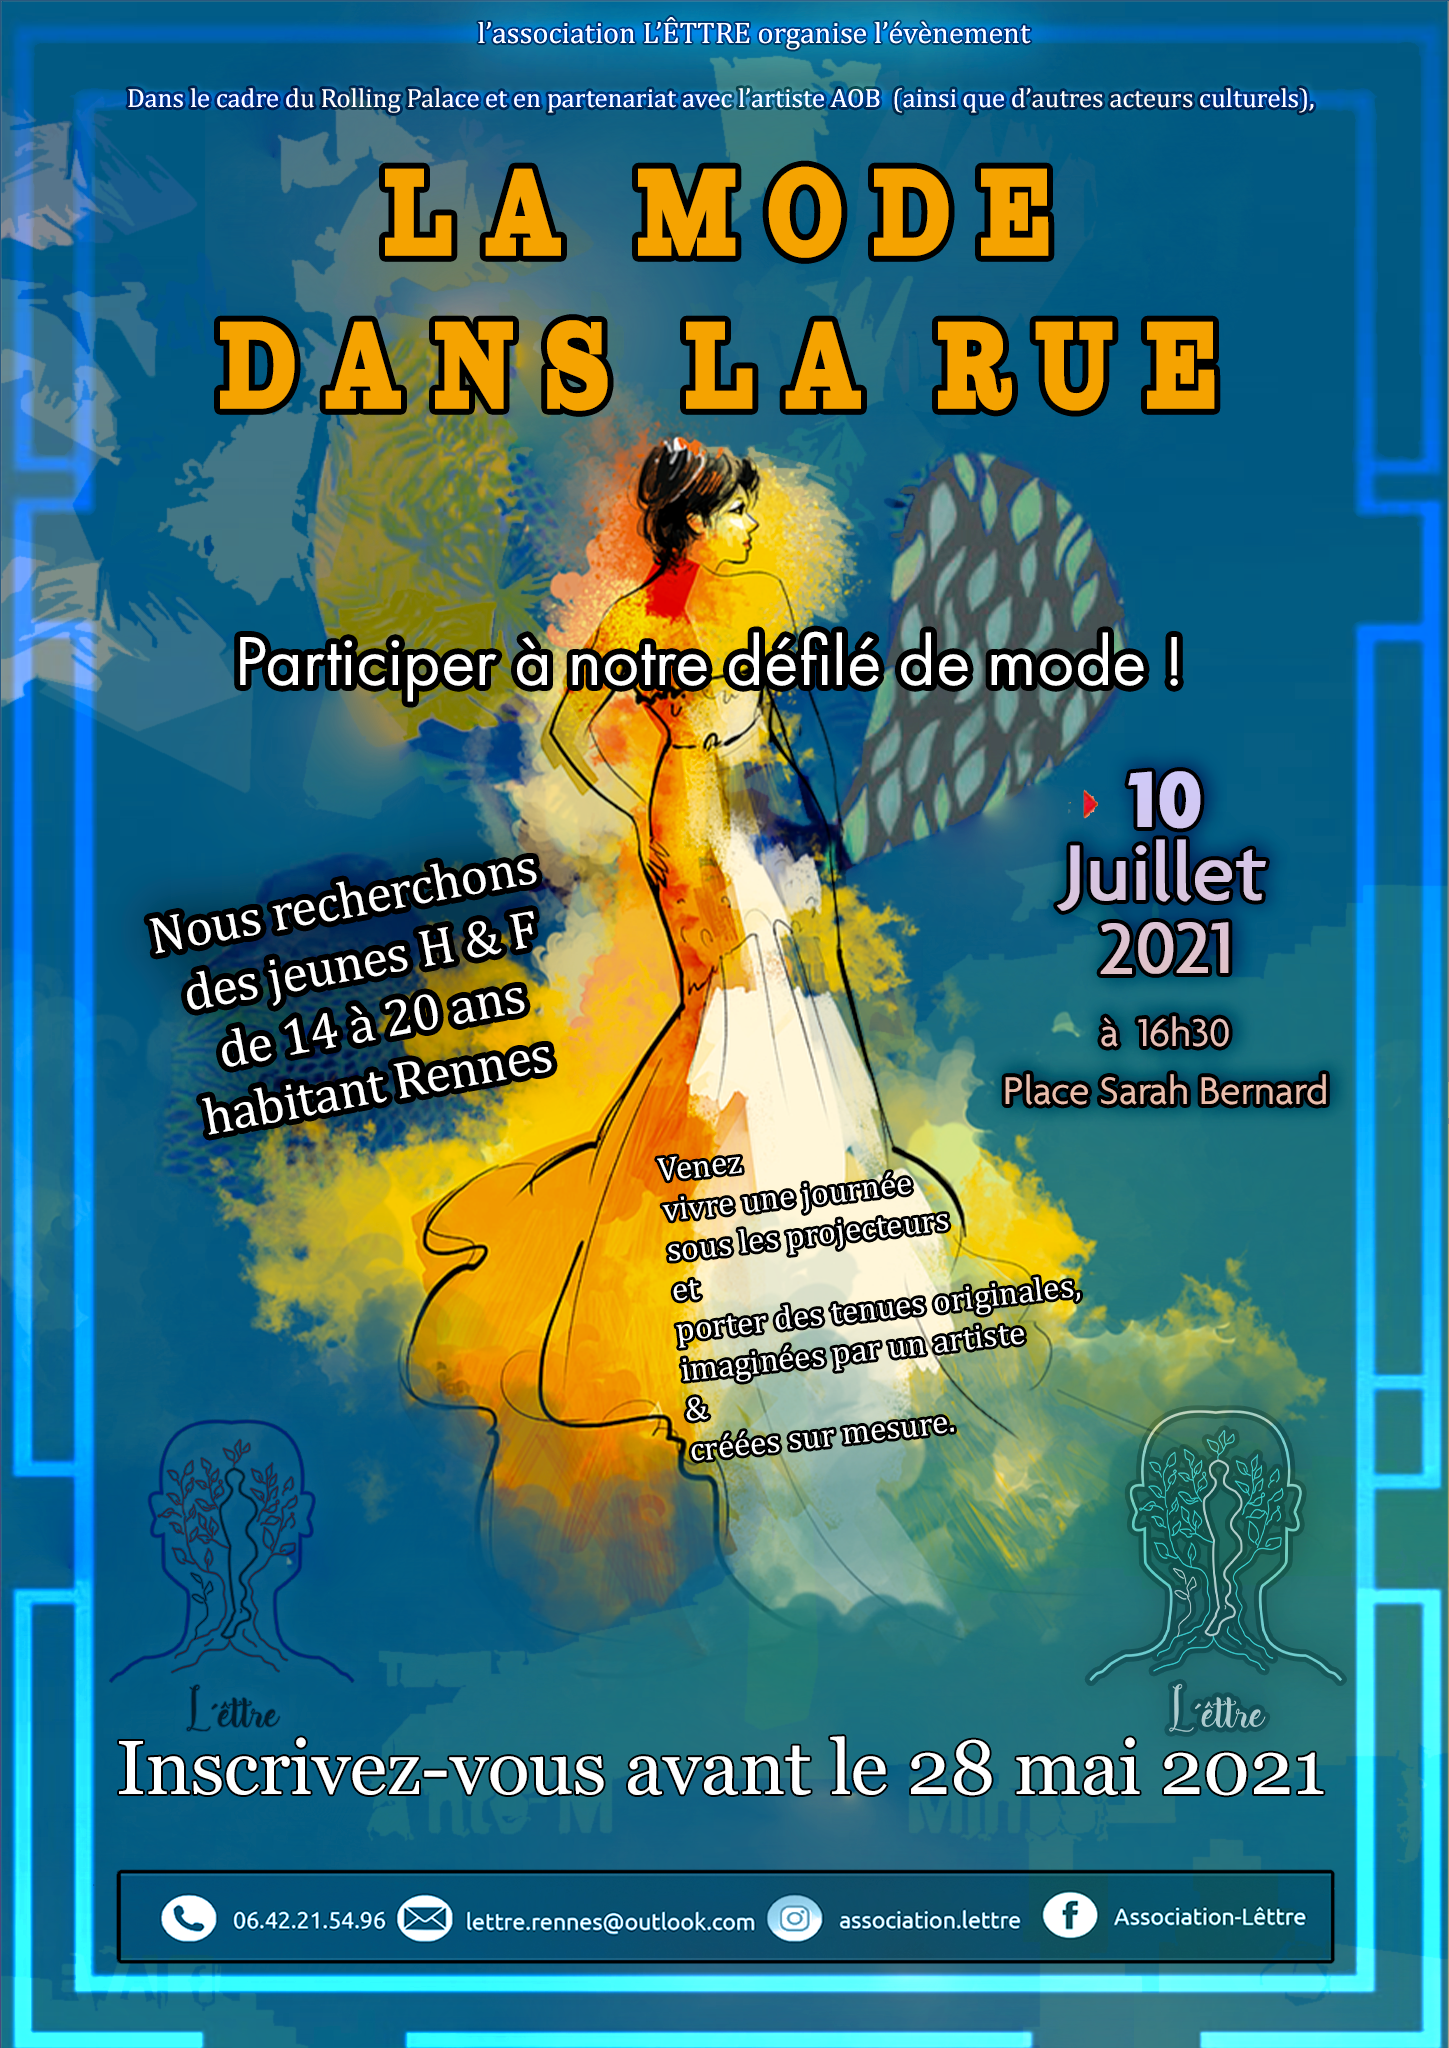 l'association L'ÊTTRE organise l'évènement
Dans le cadre du Rolling Palace et en partenariat avec l'artiste AOB (ainsi que d'autres acteurs culturels),
LA MODE
DANS LA RUE
Participer à notre défilé de mode !
10
Juillet
2021
à 16h30
Place Sarah Bernard
Nous recherchons
des jeunes H & F
de 14 à 20 ans
habitant Rennes
Venez
vivre une journée
sous les projecteurs
et
porter des tenues originales,
imaginées par un artiste
&
créées sur mesure.
L'êttre
L'êttre
Inscrivez-vous avant le 28 mai 2021
06.42.21.54.96
lettre.rennes@outlook.com
association.lettre
Association-Lêttre